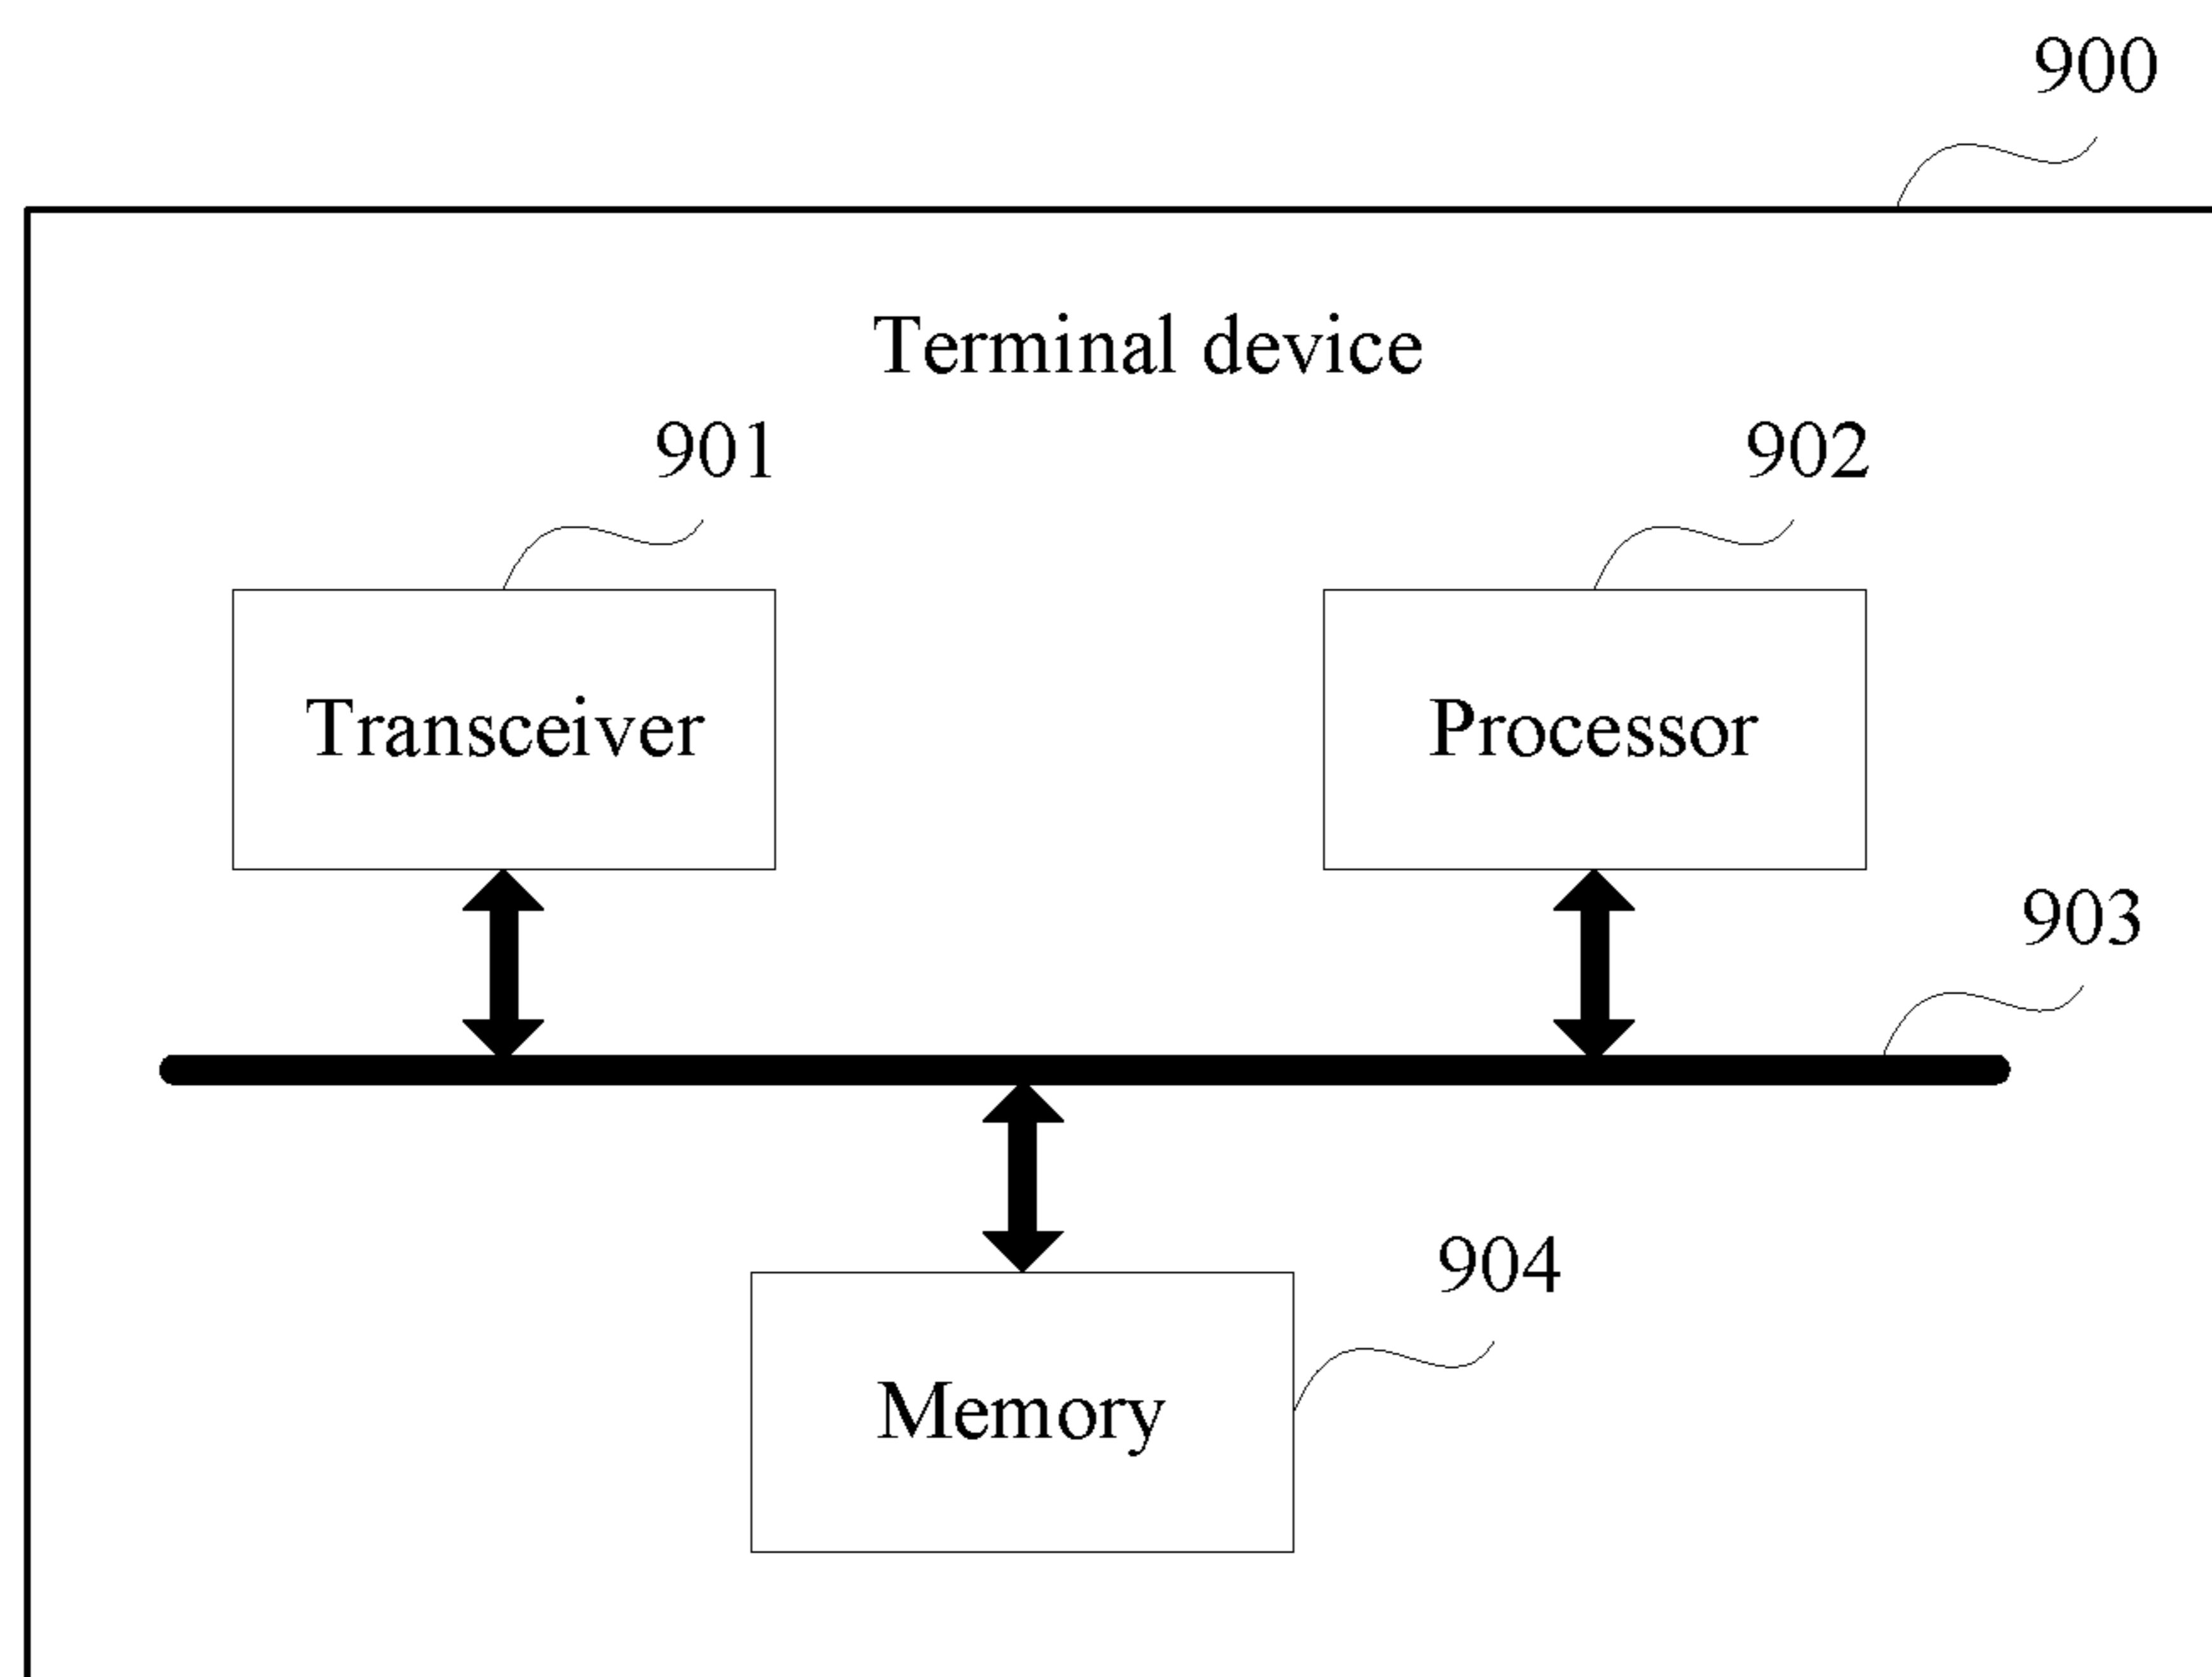 900
Terminal device
901
902
Transceiver
Processor
903
904
Memory